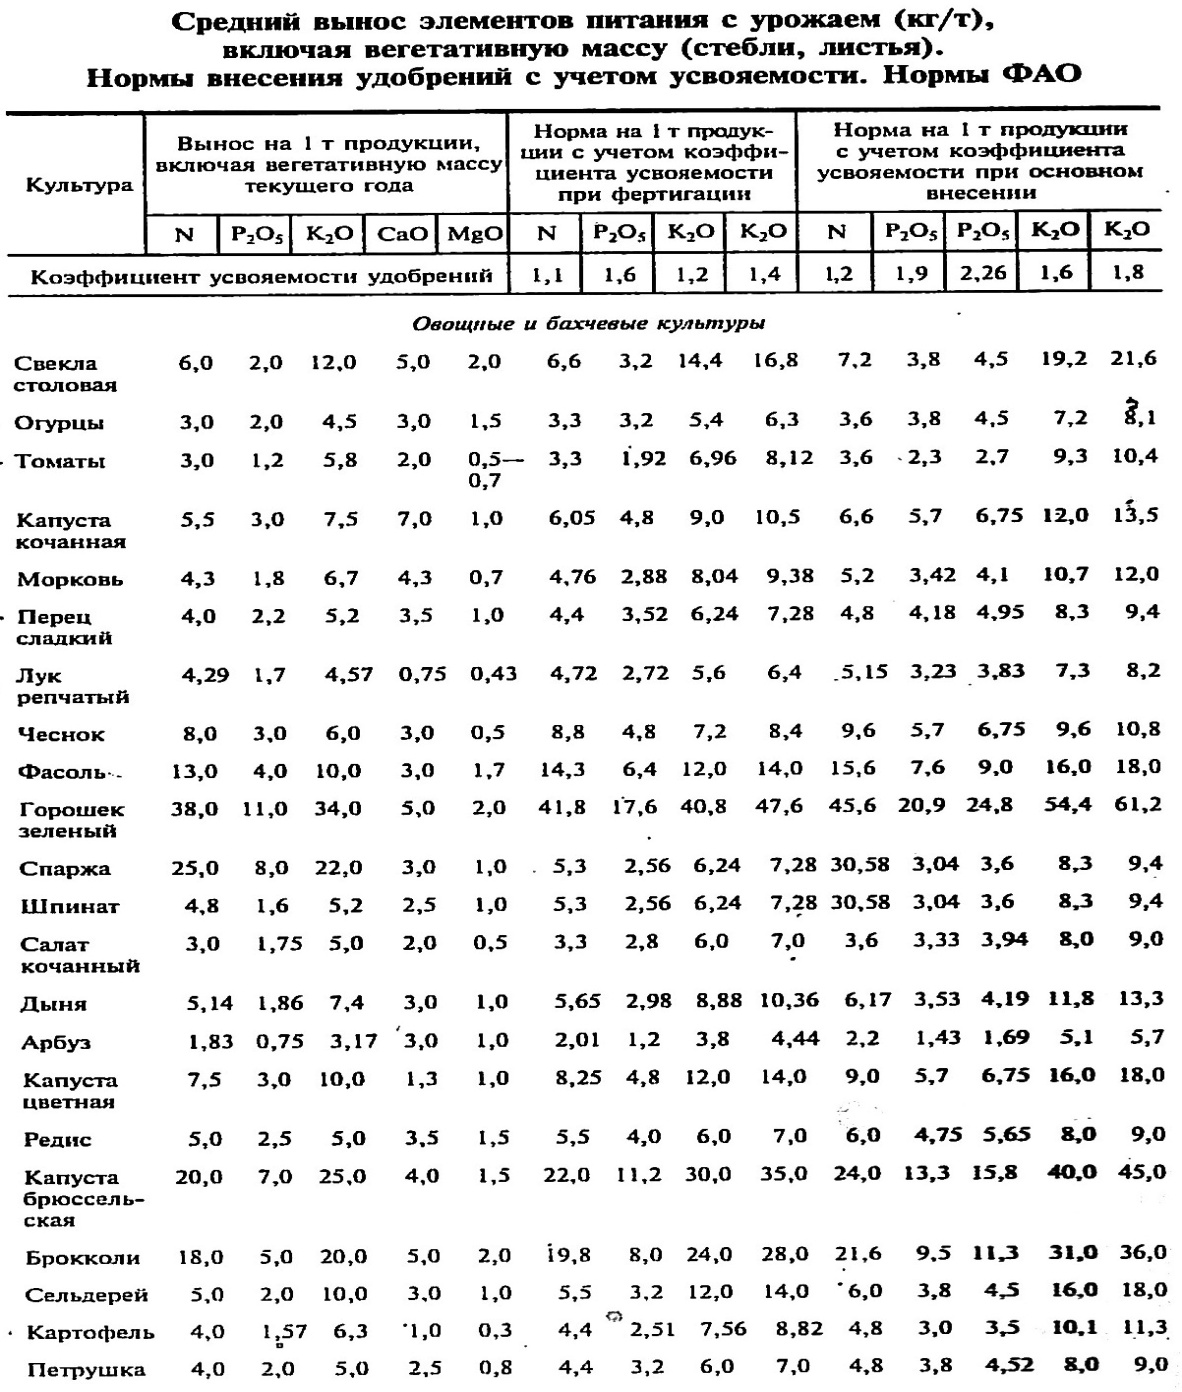 Средний вынос элементов питания с урожаем (кг/т),
включая вегетативную массу (стебли, листья).
Нормы внесения удобрений с учетом усвояемости. Нормы ФАО
Культура
Вынос на 1 т продукции,
включая вегетативную массу
текущего года
Норма на 1 т продук-
ции с учетом коэффи-
циента усвояемости
при фертигации
Норма на 1 т продукции
с учетом коэффициента
усвояемости при основном
внесении
N P₂O₅ K₂O CaO MgO N P₂O₅ K₂O K₂O N P₂O₅ P₂O₅ K₂O K₂O
Коэффициент усвояемости удобрений 1,1 1,6 1,2 1,4 1,2 1,9 2,26 1,6 1,8
Овощные и бахчевые культуры
Свекла 6,0 2,0 12,0 5,0 2,0 6,6 3,2 14,4 16,8 7,2 3,8 4,5 19,2 21,6
столовая
Огурцы 3,0 2,0 4,5 3,0 1,5 3,3 3,2 5,4 6,3 3,6 3,8 4,5 7,2 8,1
Томаты 3,0 1,2 5,8 2,0 0,5— 3,3 1,92 6,96 8,12 3,6 2,3 2,7 9,3 10,4
0,7
Капуста 5,5 3,0 7,5 7,0 1,0 6,05 4,8 9,0 10,5 6,6 5,7 6,75 12,0 13,5
кочанная
Морковь 4,3 1,8 6,7 4,3 0,7 4,76 2,88 8,04 9,38 5,2 3,42 4,1 10,7 12,0
Перец 4,0 2,2 5,2 3,5 1,0 4,4 3,52 6,24 7,28 4,8 4,18 4,95 8,3 9,4
сладкий
Лук 4,29 1,7 4,57 0,75 0,43 4,72 2,72 5,6 6,4 5,15 3,23 3,83 7,3 8,2
репчатый
Чеснок 8,0 3,0 6,0 3,0 0,5 8,8 4,8 7,2 8,4 9,6 5,7 6,75 9,6 10,8
Фасоль 13,0 4,0 10,0 3,0 1,7 14,3 6,4 12,0 14,0 15,6 7,6 9,0 16,0 18,0
Горошек 38,0 11,0 34,0 5,0 2,0 41,8 17,6 40,8 47,6 45,6 20,9 24,8 54,4 61,2
зеленый
Спаржа 25,0 8,0 22,0 3,0 1,0 5,3 2,56 6,24 7,28 30,58 3,04 3,6 8,3 9,4
Шпинат 4,8 1,6 5,2 2,5 1,0 5,3 2,56 6,24 7,28 30,58 3,04 3,6 8,3 9,4
Салат 3,0 1,75 5,0 2,0 0,5 3,3 2,8 6,0 7,0 3,6 3,33 3,94 8,0 9,0
кочанный
Дыня 5,14 1,86 7,4 3,0 1,0 5,65 2,98 8,88 10,36 6,17 3,53 4,19 11,8 13,3
Арбуз 1,83 0,75 3,17 3,0 1,0 2,01 1,2 3,8 4,44 2,2 1,43 1,69 5,1 5,7
Капуста 7,5 3,0 10,0 1,3 1,0 8,25 4,8 12,0 14,0 9,0 5,7 6,75 16,0 18,0
цветная
Редис 5,0 2,5 5,0 3,5 1,5 5,5 4,0 6,0 7,0 6,0 4,75 5,65 8,0 9,0
Капуста 20,0 7,0 25,0 4,0 1,5 22,0 11,2 30,0 35,0 24,0 13,3 15,8 40,0 45,0
брюссель-
ская
Брокколи 18,0 5,0 20,0 5,0 2,0 19,8 8,0 24,0 28,0 21,6 9,5 11,3 31,0 36,0
Сельдерей 5,0 2,0 10,0 3,0 1,0 5,5 3,2 12,0 14,0 6,0 3,8 4,5 16,0 18,0
Картофель 4,0 1,57 6,3 1,0 0,3 4,4 2,51 7,56 8,82 4,8 3,0 3,5 10,1 11,3
Петрушка 4,0 2,0 5,0 2,5 0,8 4,4 3,2 6,0 7,0 4,8 3,8 4,52 8,0 9,0